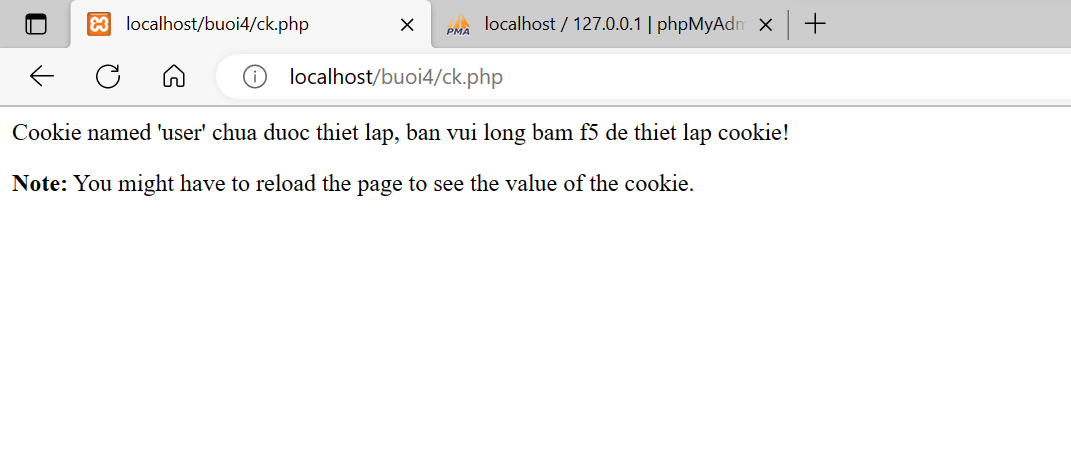 localhost/buoi4/ck.php
localhost / 127.0.0.1 | phpMyAdm
PMA
localhost/buoi4/ck.php
Cookie named 'user' chua duoc thiet lap, ban vui long bam f5 de thiet lap cookie!
Note: You might have to reload the page to see the value of the cookie.